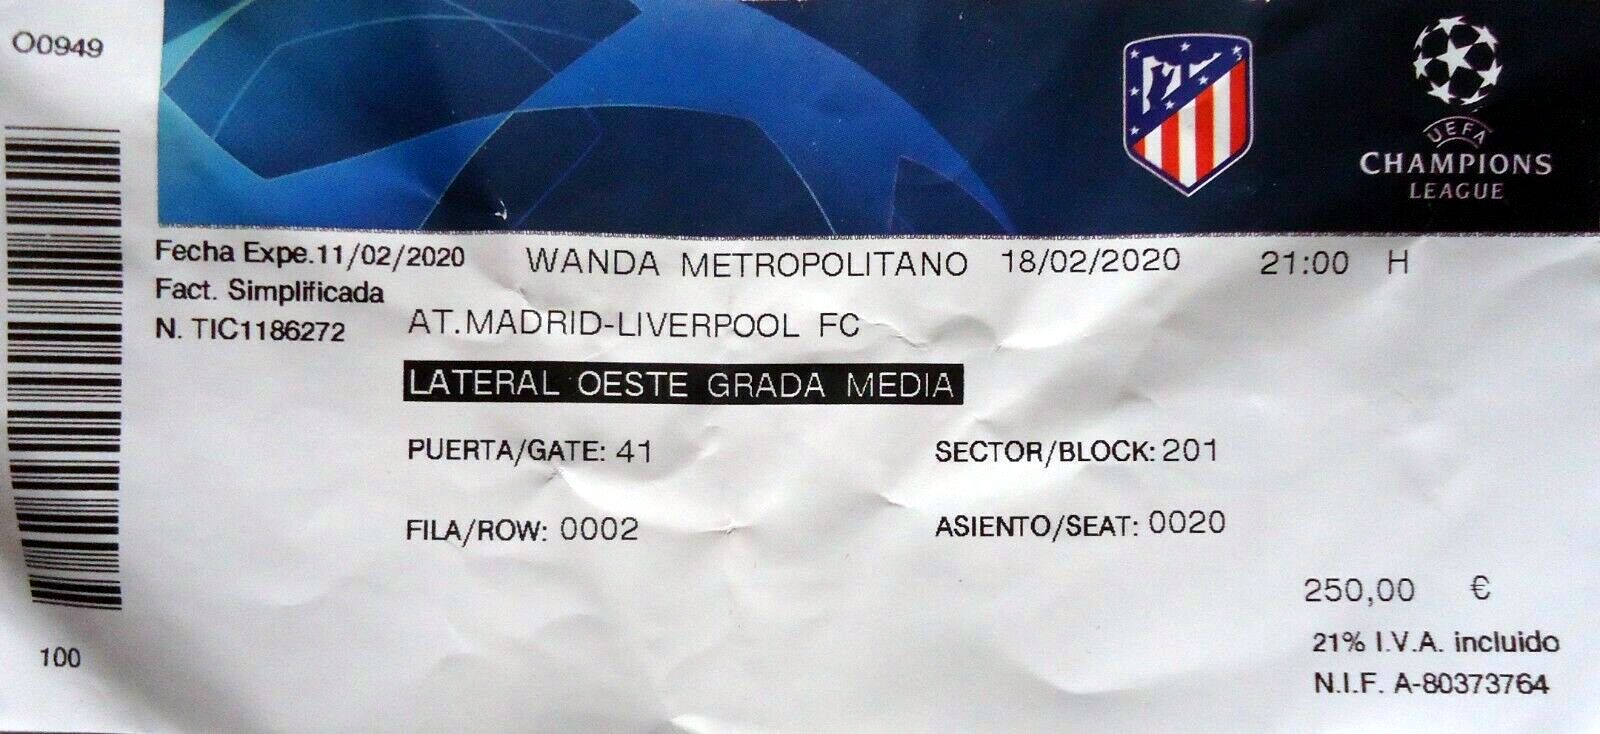 O0949
UEFA
CHAMPIONS
LEAGUE
Fecha Expe.11/02/2020
WANDA METROPOLITANO 18/02/2020 21:00 H
Fact. Simplificada
N. TIC1186272
AT.MADRID-LIVERPOOL FC
LATERAL OESTE GRADA MEDIA
PUERTA/GATE: 41
SECTOR/BLOCK: 201
FILA/ROW: 0002
ASIENTO/SEAT: 0020
250,00 €
21% I.V.A. incluido
N.I.F. A-80373764
100